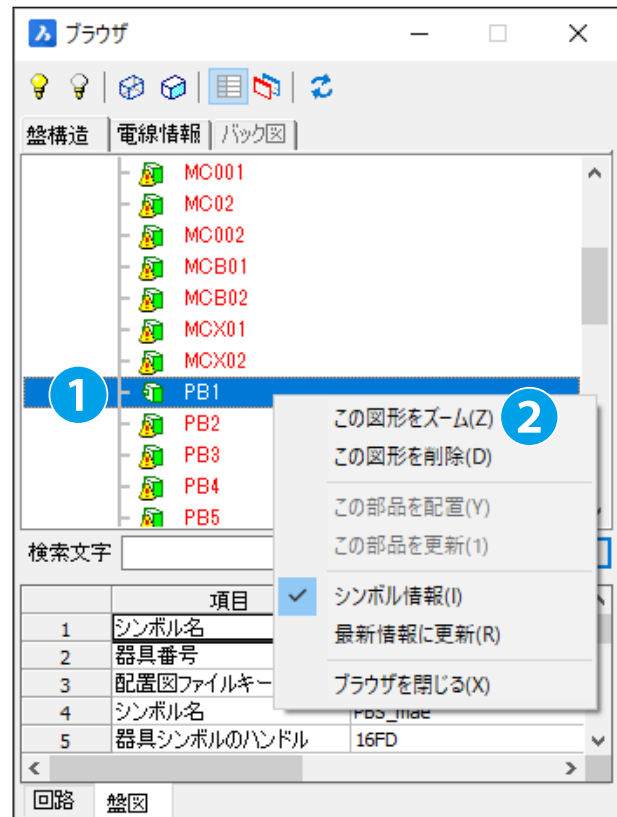 ブラウザ
盤構造 電線情報 バック図
MC001
MC02
MC002
MCB01
MCB02
MCX01
MCX02
1 PB1
PB2
PB3
PB4
PB5
この図形をズーム(Z) 2
この図形を削除(D)
この部品を配置(Y)
この部品を更新(1)
シンボル情報(I)
最新情報に更新(R)
ブラウザを閉じる(X)
検索文字
項目
1 シンボル名
2 器具番号
3 配置図ファイルキー
4 シンボル名 PBS_mae
5 器具シンボルのハンドル 16FD
回路 盤図